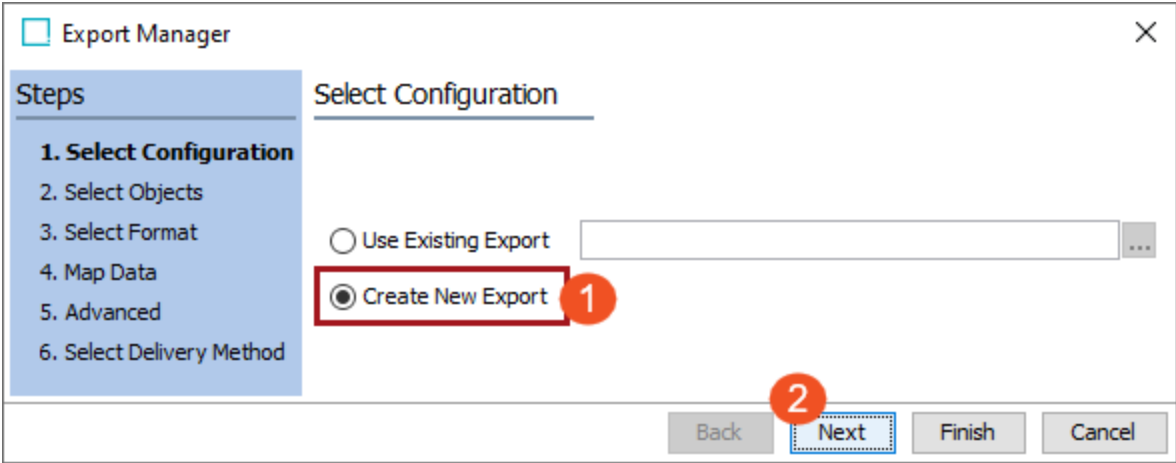 Export Manager
Steps
1. Select Configuration
2. Select Objects
3. Select Format
4. Map Data
5. Advanced
6. Select Delivery Method
Select Configuration
Use Existing Export ...
Create New Export 1
2
Back Next Finish Cancel